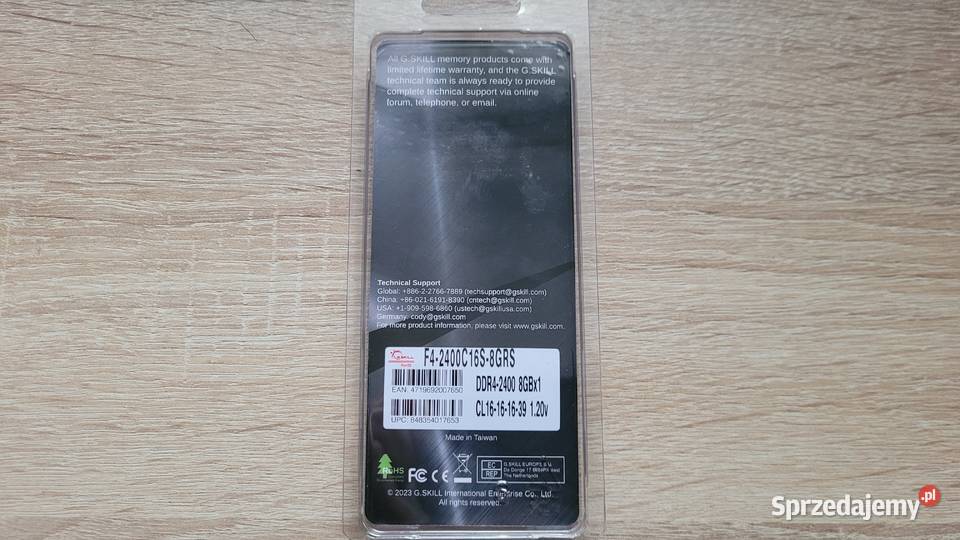 All G.SKILL memory products come with
limited lifetime warranty, and the G.SKILL
technical team is always ready to provide
complete technical support via online
forum, telephone, or email.
Technical Support
Global: +886-2-2766-7889 (techsupport@gskill.com)
China: +86-021-6191-8390 (cntech@gskill.com)
USA: +1-909-598-6860 (ustech@gskillusa.com)
Germany: cody@gskill.com
For more product information, please visit www.gskill.com.
G.SKILL
F4-2400C16S-8GRS
EAN: 4719692007650
DDR4-2400 8GBx1
UPC: 848354017653
CL16-16-16-39 1.20v
Made in Taiwan
RoHS
FC CE
EC
REP
G.SKILL EUROPE
De Dong 17
The Netherlands
© 2023 G.SKILL International Enterprise Co., Ltd.
All rights reserved.
Sprzedajemy.pl